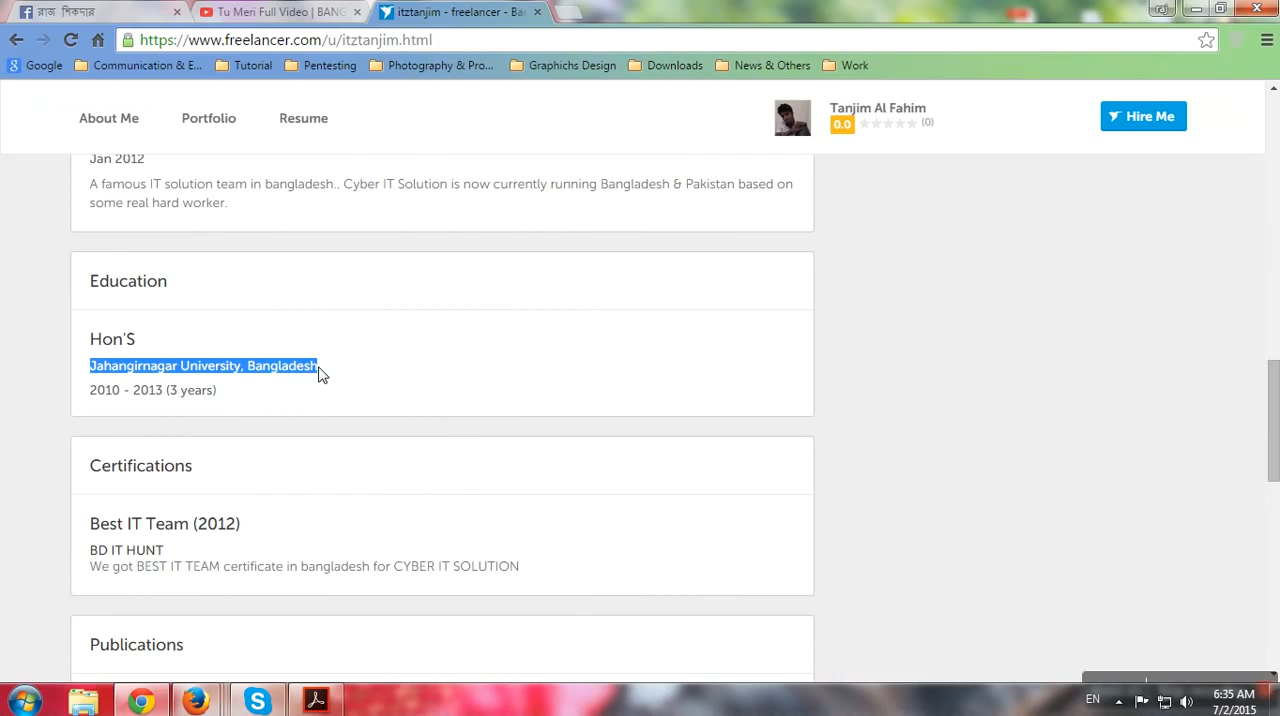 রাজ শিকদার
Tu Meri Full Video | BANG
itztanjim - freelancer - Ba
https://www.freelancer.com/u/itztanjim.html
Google
Communication & E...
Tutorial
Pentesting
Photography & Pro...
Graphichs Design
Downloads
News & Others
Work
About Me
Portfolio
Resume
Tanjim Al Fahim
0.0
(0)
Hire Me
Jan 2012
A famous IT solution team in bangladesh.. Cyber IT Solution is now currently running Bangladesh & Pakistan based on
some real hard worker.
Education
Hon'S
Jahangirnagar University, Bangladesh
2010 - 2013 (3 years)
Certifications
Best IT Team (2012)
BD IT HUNT
We got BEST IT TEAM certificate in bangladesh for CYBER IT SOLUTION
Publications
EN
6:35 AM
7/2/2015